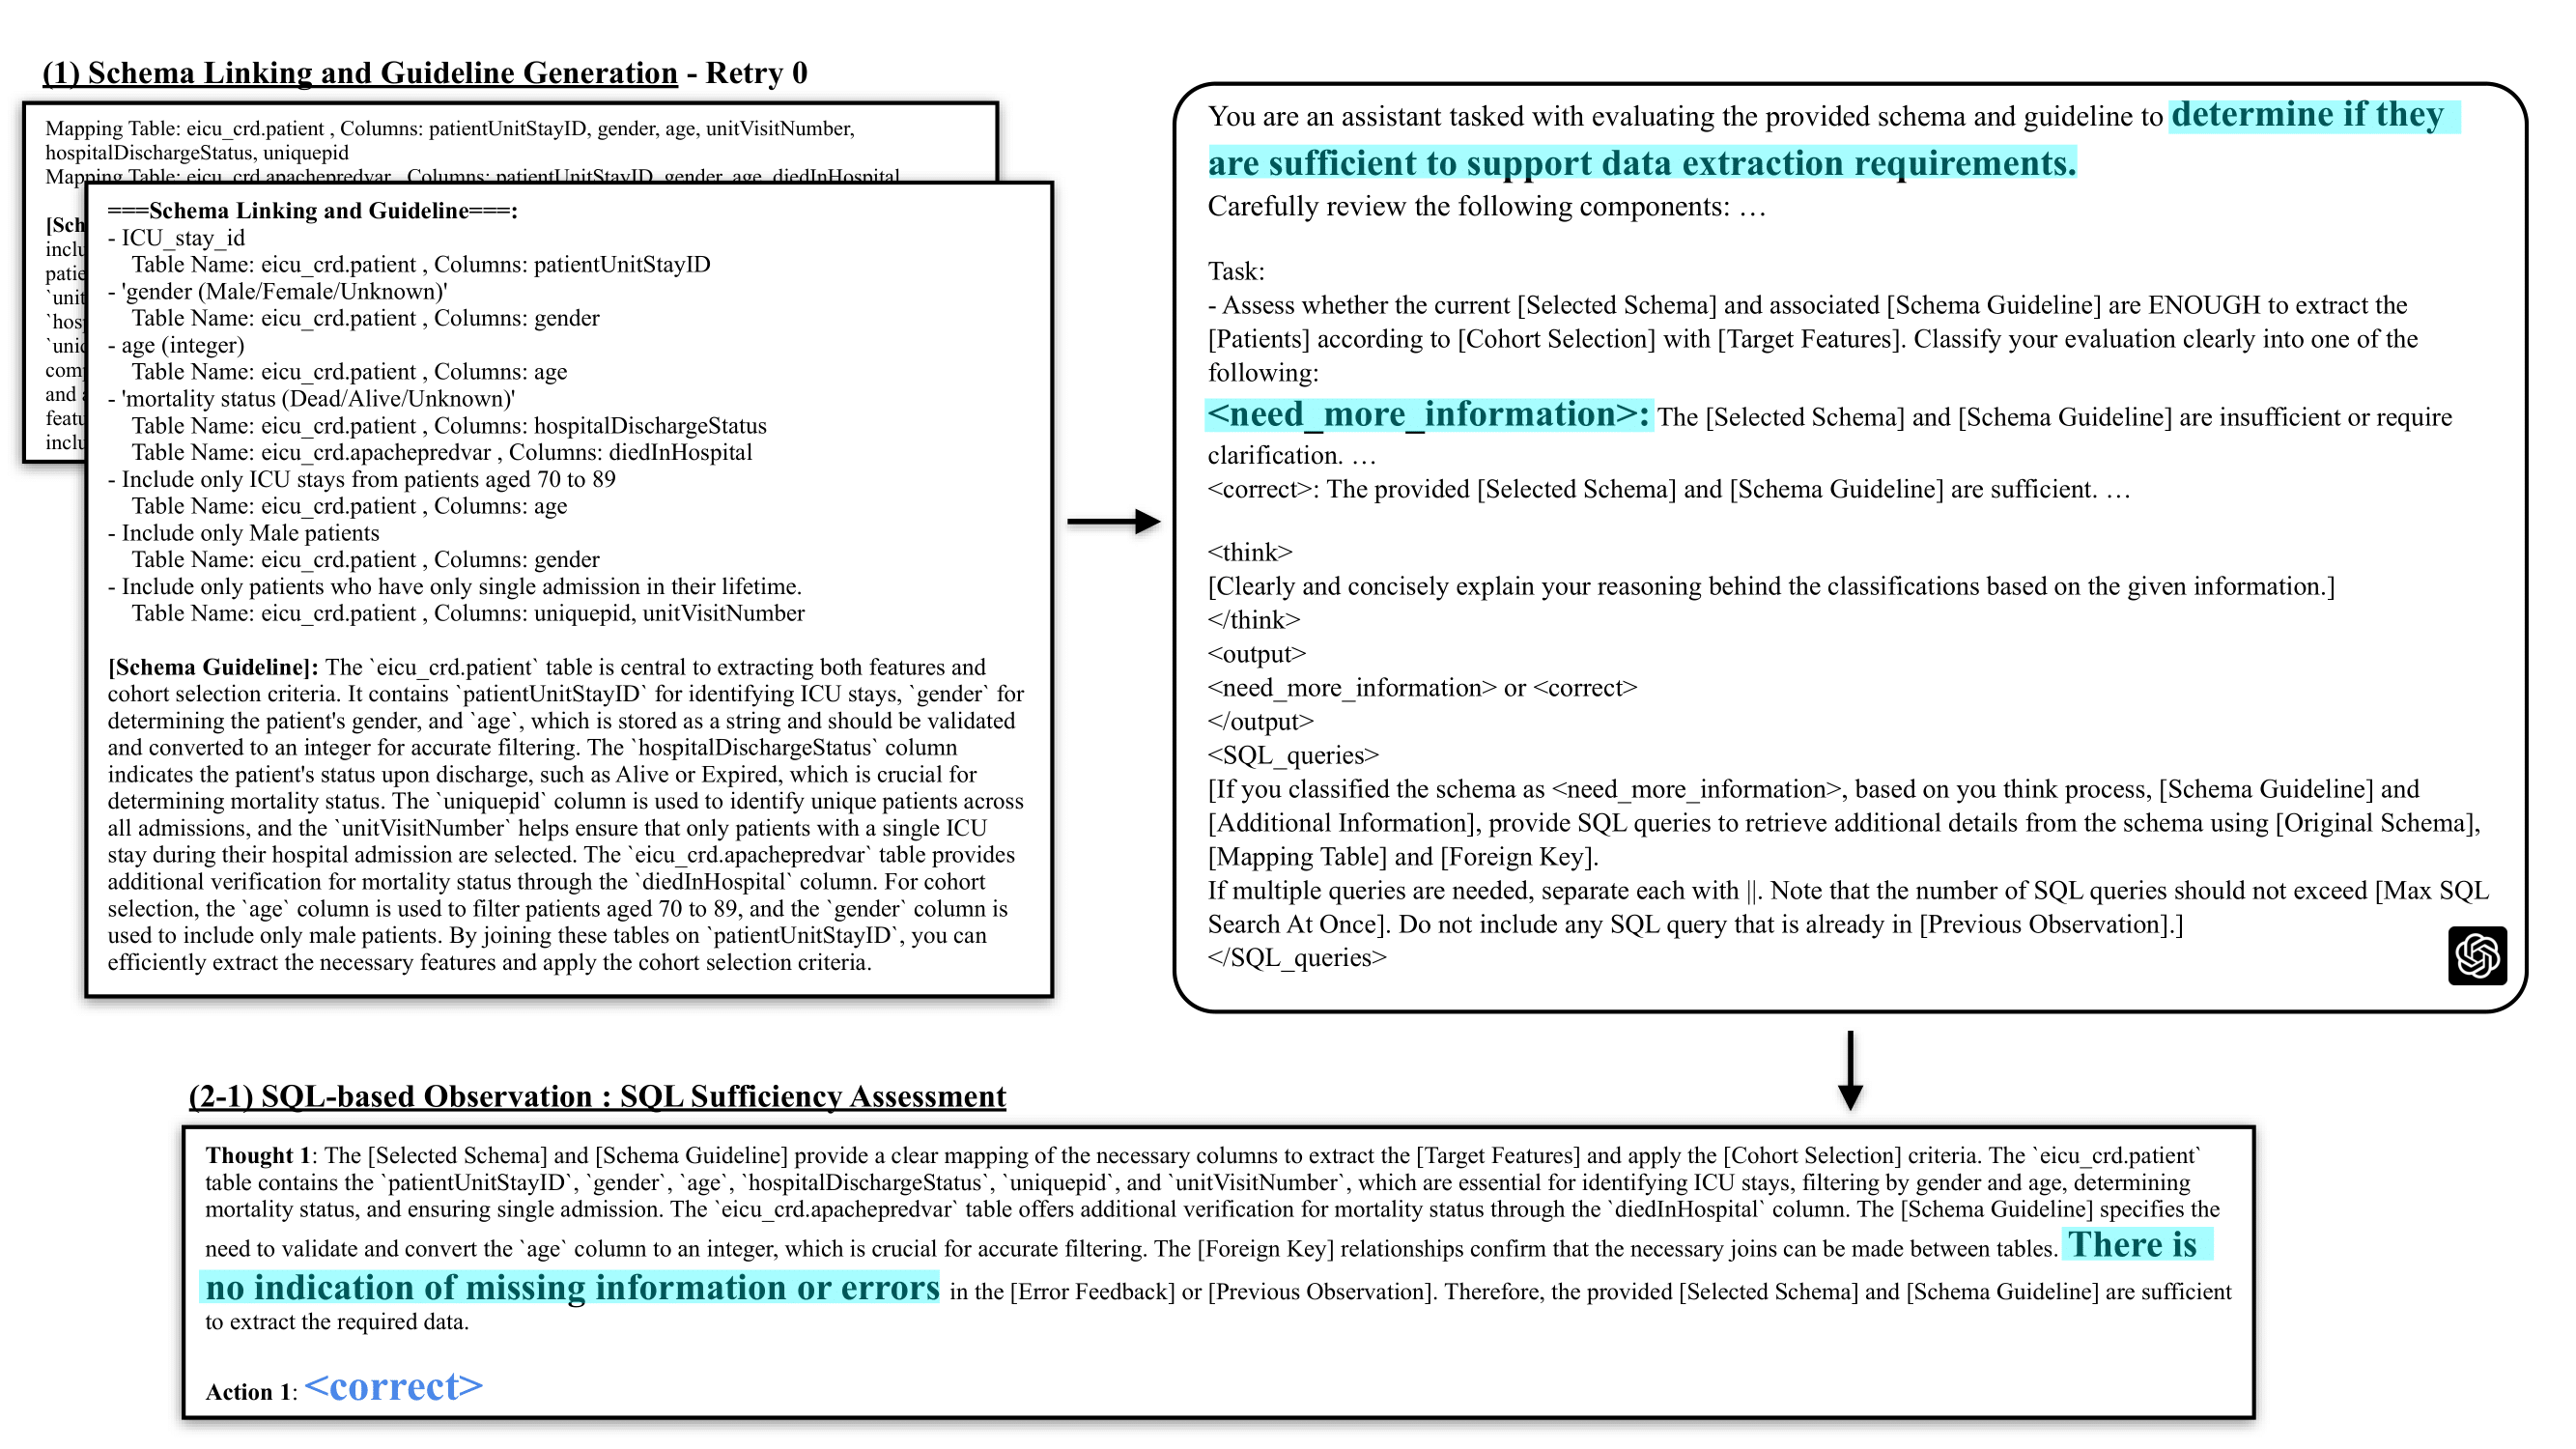 (1) Schema Linking and Guideline Generation - Retry 0
Mapping Table: eicu_crd.patient , Columns: patientUnitStayID, gender, age, unitVisitNumber,
hospitalDischargeStatus, uniquepid
Mapping Table: eicu_crd.apachepredvar , Columns: patientUnitStayID, gender, age, diedInHospital
[Sch
inclu
patie
`unit
`hosp
`uniq
comp
and a
featu
inclu
===Schema Linking and Guideline===:
- ICU_stay_id
Table Name: eicu_crd.patient , Columns: patientUnitStayID
- 'gender (Male/Female/Unknown)'
Table Name: eicu_crd.patient , Columns: gender
- age (integer)
Table Name: eicu_crd.patient , Columns: age
- 'mortality status (Dead/Alive/Unknown)'
Table Name: eicu_crd.patient , Columns: hospitalDischargeStatus
Table Name: eicu_crd.apachepredvar , Columns: diedInHospital
- Include only ICU stays from patients aged 70 to 89
Table Name: eicu_crd.patient , Columns: age
- Include only Male patients
Table Name: eicu_crd.patient , Columns: gender
- Include only patients who have only single admission in their lifetime.
Table Name: eicu_crd.patient , Columns: uniquepid, unitVisitNumber
[Schema Guideline]: The `eicu_crd.patient` table is central to extracting both features and
cohort selection criteria. It contains `patientUnitStayID` for identifying ICU stays, `gender` for
determining the patient's gender, and `age`, which is stored as a string and should be validated
and converted to an integer for accurate filtering. The `hospitalDischargeStatus` column
indicates the patient's status upon discharge, such as Alive or Expired, which is crucial for
determining mortality status. The `uniquepid` column is used to identify unique patients across
all admissions, and the `unitVisitNumber` helps ensure that only patients with a single ICU
stay during their hospital admission are selected. The `eicu_crd.apachepredvar` table provides
additional verification for mortality status through the `diedInHospital` column. For cohort
selection, the `age` column is used to filter patients aged 70 to 89, and the `gender` column is
used to include only male patients. By joining these tables on `patientUnitStayID`, you can
efficiently extract the necessary features and apply the cohort selection criteria.
You are an assistant tasked with evaluating the provided schema and guideline to determine if they
are sufficient to support data extraction requirements.
Carefully review the following components: …
Task:
- Assess whether the current [Selected Schema] and associated [Schema Guideline] are ENOUGH to extract the
[Patients] according to [Cohort Selection] with [Target Features]. Classify your evaluation clearly into one of the
following:
<need_more_information>: The [Selected Schema] and [Schema Guideline] are insufficient or require
clarification. …
<correct>: The provided [Selected Schema] and [Schema Guideline] are sufficient. …
<think>
[Clearly and concisely explain your reasoning behind the classifications based on the given information.]
</think>
<output>
<need_more_information> or <correct>
</output>
<SQL_queries>
[If you classified the schema as <need_more_information>, based on you think process, [Schema Guideline] and
[Additional Information], provide SQL queries to retrieve additional details from the schema using [Original Schema],
[Mapping Table] and [Foreign Key].
If multiple queries are needed, separate each with ||. Note that the number of SQL queries should not exceed [Max SQL
Search At Once]. Do not include any SQL query that is already in [Previous Observation].]
</SQL_queries>
(2-1) SQL-based Observation : SQL Sufficiency Assessment
Thought 1: The [Selected Schema] and [Schema Guideline] provide a clear mapping of the necessary columns to extract the [Target Features] and apply the [Cohort Selection] criteria. The `eicu_crd.patient`
table contains the `patientUnitStayID`, `gender`, `age`, `hospitalDischargeStatus`, `uniquepid`, and `unitVisitNumber`, which are essential for identifying ICU stays, filtering by gender and age, determining
mortality status, and ensuring single admission. The `eicu_crd.apachepredvar` table offers additional verification for mortality status through the `diedInHospital` column. The [Schema Guideline] specifies the
need to validate and convert the `age` column to an integer, which is crucial for accurate filtering. The [Foreign Key] relationships confirm that the necessary joins can be made between tables. There is
no indication of missing information or errors in the [Error Feedback] or [Previous Observation]. Therefore, the provided [Selected Schema] and [Schema Guideline] are sufficient
to extract the required data.
Action 1: <correct>